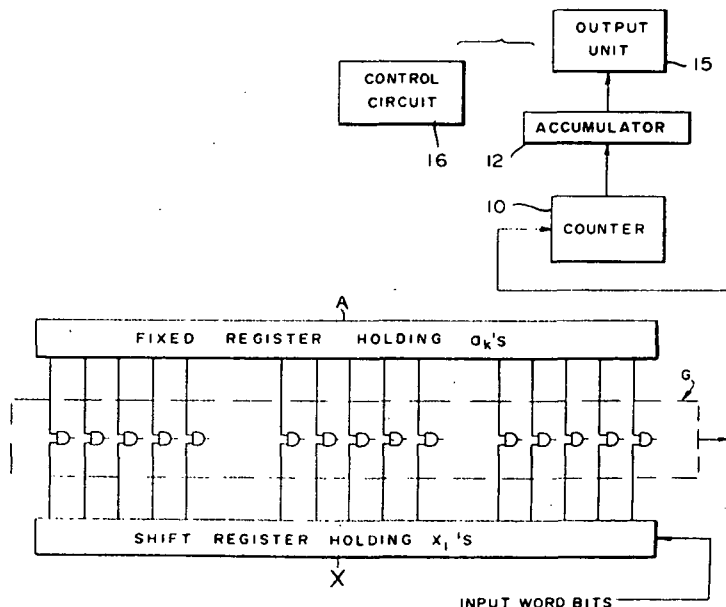 OUTPUT
UNIT
15
CONTROL
CIRCUIT
16
ACCUMULATOR
12
10
COUNTER
A
FIXED REGISTER HOLDING ak's
G
SHIFT REGISTER HOLDING xi's
X
INPUT WORD BITS